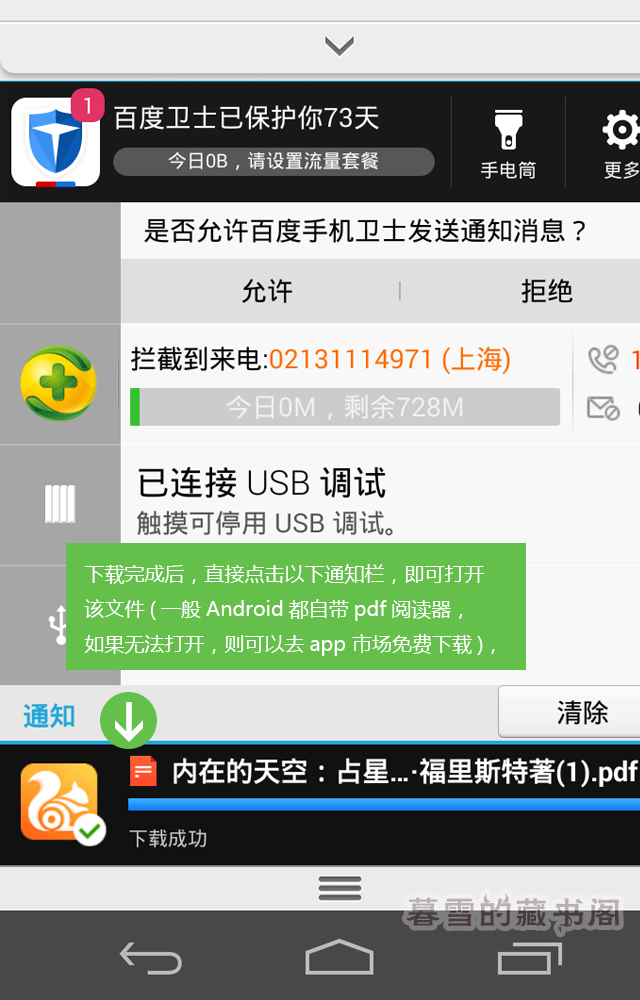 1
百度卫士已保护你73天
今日0B，请设置流量套餐
手电筒
更多
是否允许百度手机卫士发送通知消息？
允许
拒绝
拦截到来电:02131114971 (上海)
1
今日0M，剩余728M
已连接 USB 调试
触摸可停用 USB 调试。
下载完成后，直接点击以下通知栏，即可打开
该文件 ( 一般 Android 都自带 pdf 阅读器，
如果无法打开，则可以去 app 市场免费下载 )，
通知
清除
内在的天空：占星...·福里斯特著(1).pdf
下载成功
暮雪的藏书阁